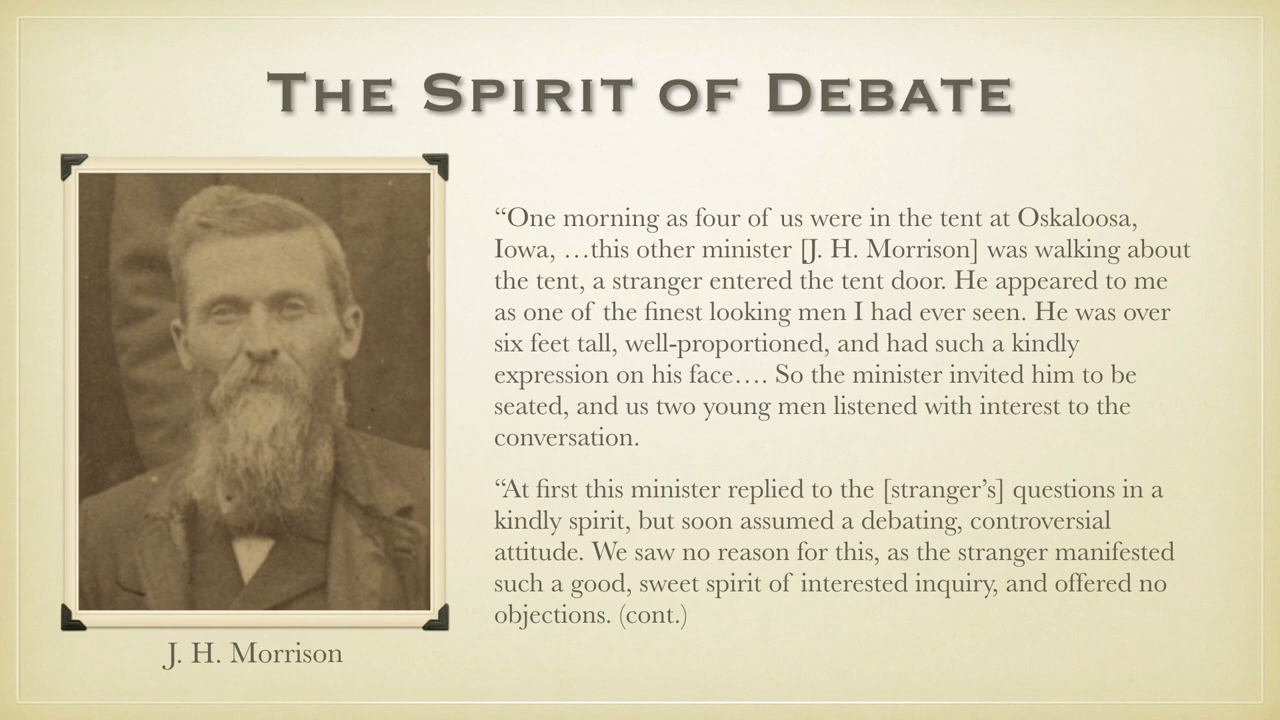 The Spirit of Debate
“One morning as four of us were in the tent at Oskaloosa,
Iowa, …this other minister [J. H. Morrison] was walking about
the tent, a stranger entered the tent door. He appeared to me
as one of the finest looking men I had ever seen. He was over
six feet tall, well-proportioned, and had such a kindly
expression on his face…. So the minister invited him to be
seated, and us two young men listened with interest to the
conversation.
“At first this minister replied to the [stranger’s] questions in a
kindly spirit, but soon assumed a debating, controversial
attitude. We saw no reason for this, as the stranger manifested
such a good, sweet spirit of interested inquiry, and offered no
objections. (cont.)
J. H. Morrison